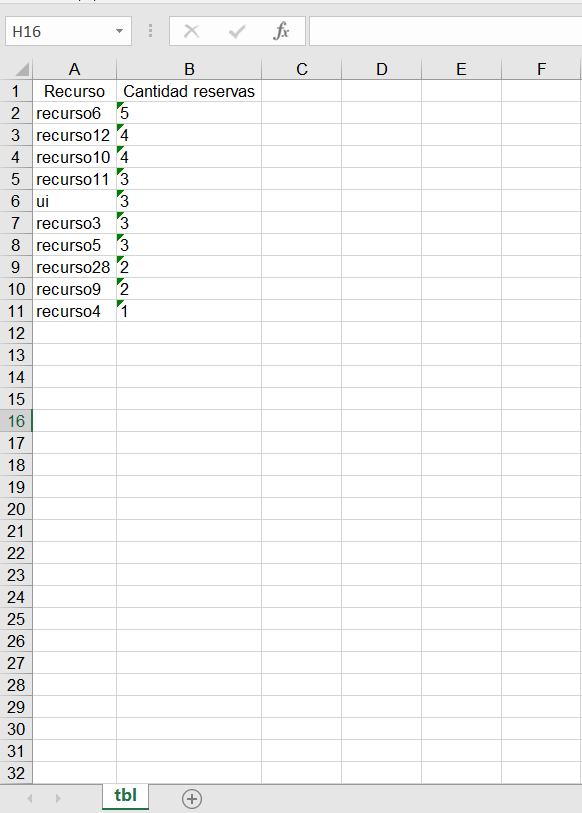 H16
fx
A B C D E F
1 Recurso Cantidad reservas
2 recurso6 5
3 recurso12 4
4 recurso10 4
5 recurso11 3
6 ui 3
7 recurso3 3
8 recurso5 3
9 recurso28 2
10 recurso9 2
11 recurso4 1
12
13
14
15
16
17
18
19
20
21
22
23
24
25
26
27
28
29
30
31
32
tbl